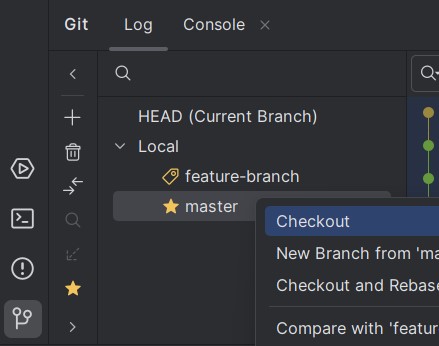 Git Log Console
HEAD (Current Branch)
Local
feature-branch
master
Checkout
New Branch from 'ma
Checkout and Rebase
Compare with 'featur